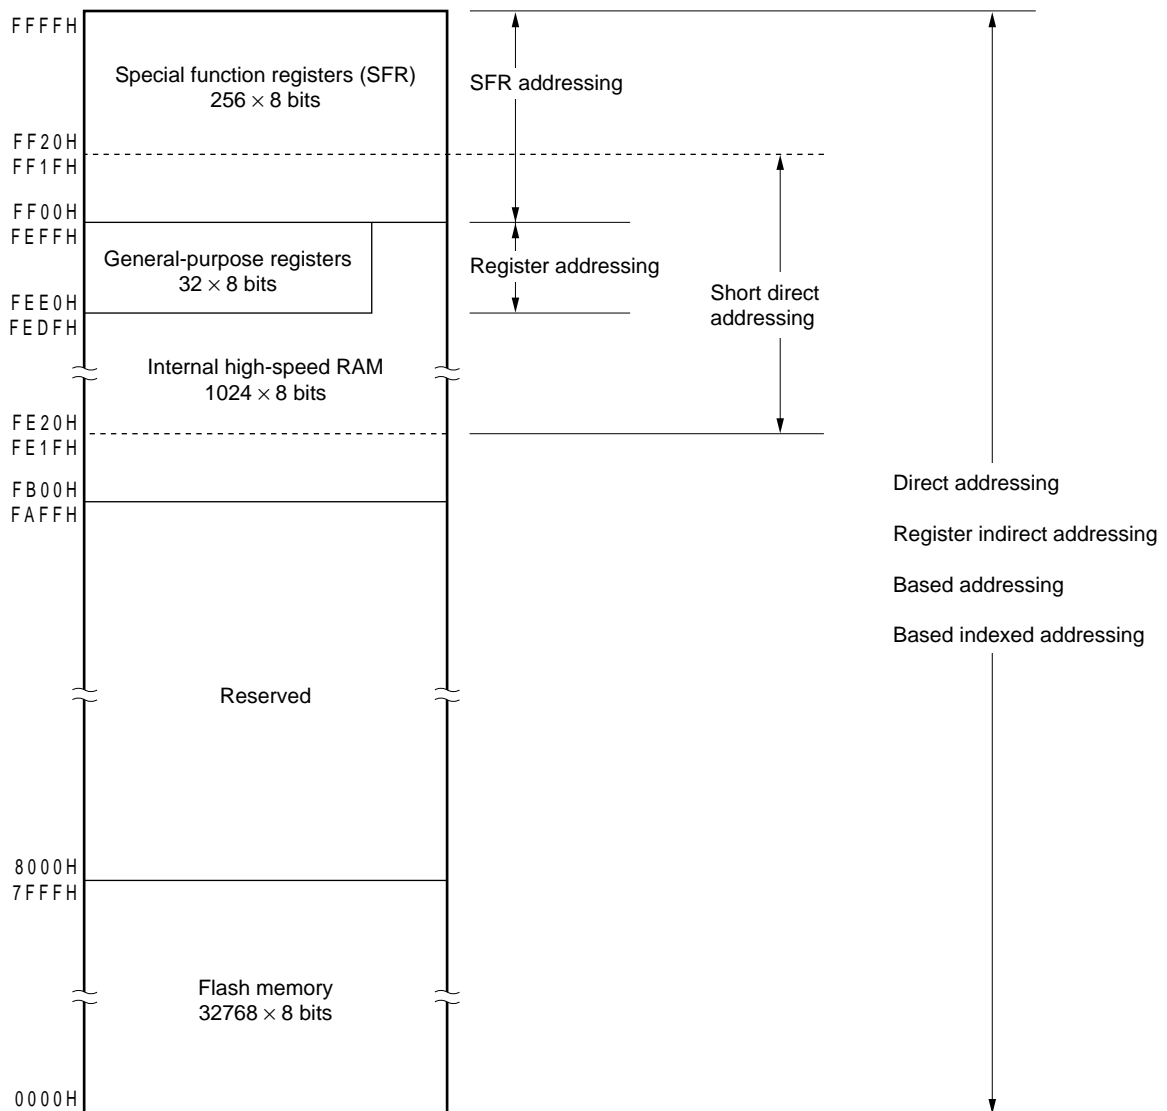 FFFFH
Special function registers (SFR)
256 × 8 bits
SFR addressing
FF20H
FF1FH
FF00H
FEFFH
General-purpose registers
32 × 8 bits
Register addressing
FEE0H
FEDFH
Short direct
addressing
Internal high-speed RAM
1024 × 8 bits
FE20H
FE1FH
FB00H
FAFFH
Direct addressing
Register indirect addressing
Based addressing
Based indexed addressing
Reserved
8000H
7FFFH
Flash memory
32768 × 8 bits
0000H